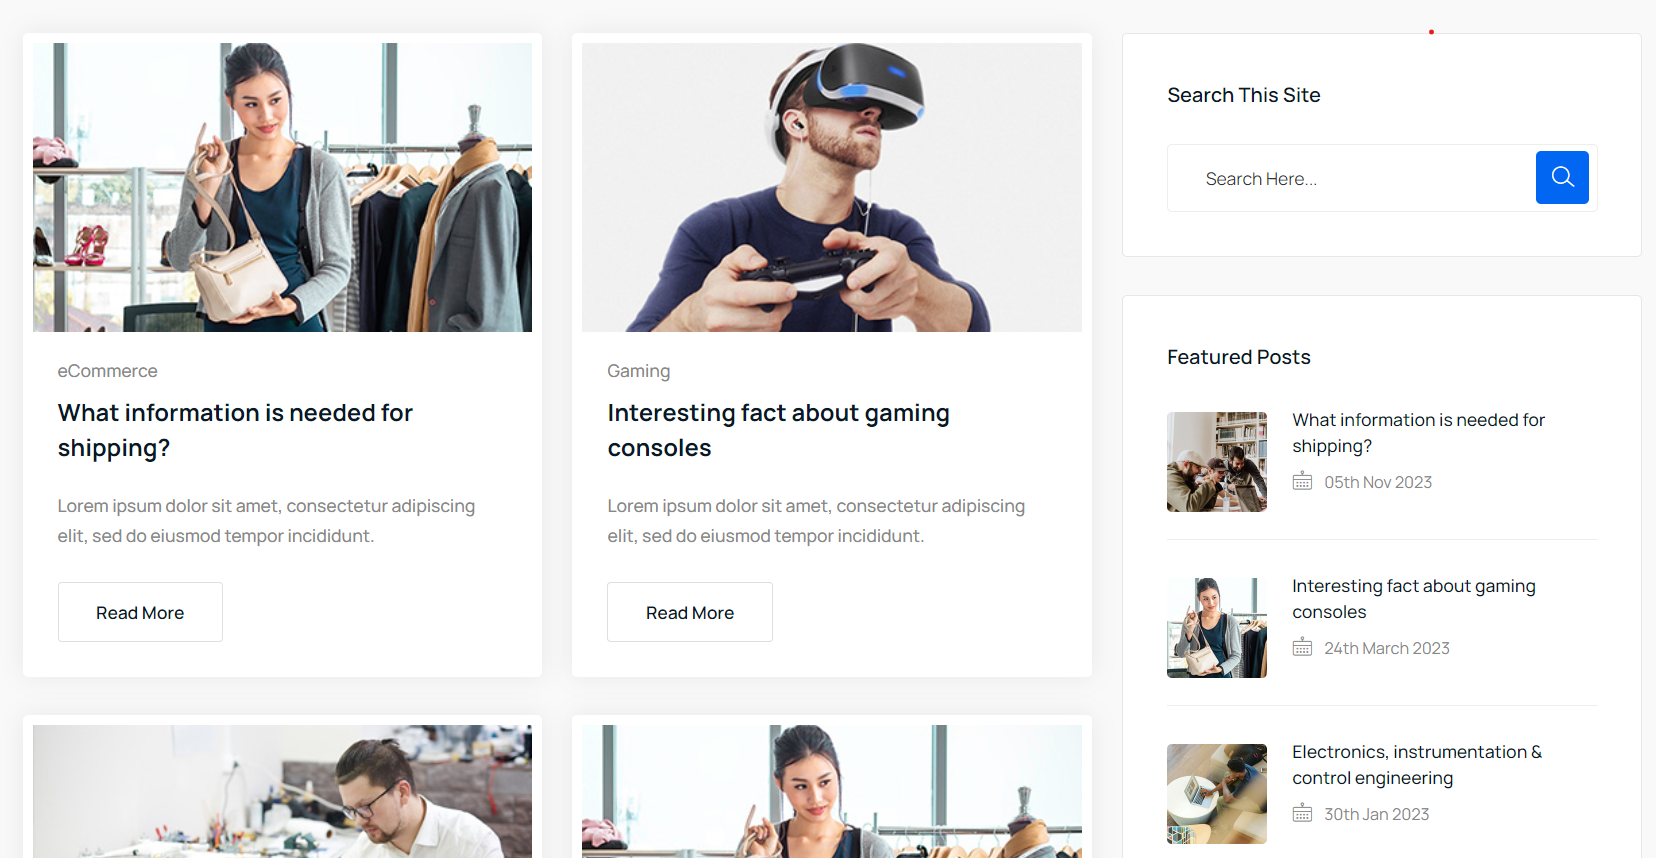 eCommerce
What information is needed for
shipping?
Lorem ipsum dolor sit amet, consectetur adipiscing
elit, sed do eiusmod tempor incididunt.
Read More
Gaming
Interesting fact about gaming
consoles
Lorem ipsum dolor sit amet, consectetur adipiscing
elit, sed do eiusmod tempor incididunt.
Read More
Search This Site
Search Here...
Featured Posts
What information is needed for
shipping?
05th Nov 2023
Interesting fact about gaming
consoles
24th March 2023
Electronics, instrumentation &
control engineering
30th Jan 2023